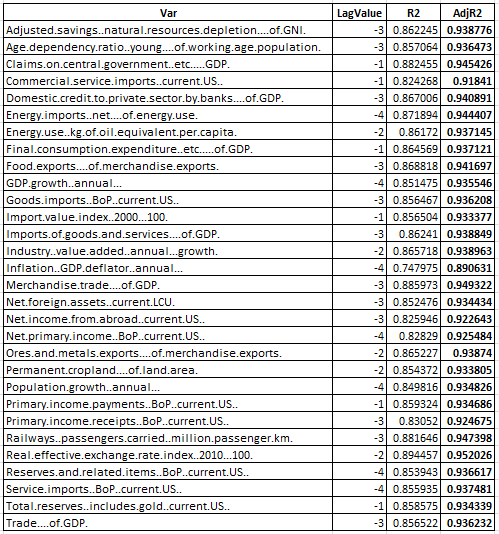 Var LagValue R2 AdjR2
Adjusted.savings..natural.resources.depletion....of.GNI. -3 0.862245 0.938776
Age.dependency.ratio..young....of.working.age.population. -3 0.857064 0.936473
Claims.on.central.government..etc.....GDP. -1 0.882455 0.945426
Commercial.service.imports..current.US.. -1 0.824268 0.91841
Domestic.credit.to.private.sector.by.banks....of.GDP. -3 0.867006 0.940891
Energy.imports..net....of.energy.use. -4 0.871894 0.944407
Energy.use..kg.of.oil.equivalent.per.capita. -2 0.86172 0.937145
Final.consumption.expenditure..etc.....of.GDP. -1 0.864569 0.937121
Food.exports....of.merchandise.exports. -3 0.868818 0.941697
GDP.growth..annual... -4 0.851475 0.935546
Goods.imports..BoP..current.US.. -3 0.856467 0.936208
Import.value.index..2000...100. -1 0.856504 0.933377
Imports.of.goods.and.services....of.GDP. -3 0.86241 0.938849
Industry..value.added..annual...growth. -2 0.865718 0.938963
Inflation..GDP.deflator..annual... -4 0.747975 0.890631
Merchandise.trade....of.GDP. -3 0.885973 0.949322
Net.foreign.assets..current.LCU. -3 0.852476 0.934434
Net.income.from.abroad..current.US.. -3 0.825946 0.922643
Net.primary.income..BoP..current.US.. -4 0.82829 0.925484
Ores.and.metals.exports....of.merchandise.exports. -2 0.865227 0.93874
Permanent.cropland....of.land.area. -2 0.854372 0.933805
Population.growth..annual... -4 0.849816 0.934826
Primary.income.payments..BoP..current.US.. -1 0.859324 0.934686
Primary.income.receipts..BoP..current.US.. -3 0.83052 0.924675
Railways..passengers.carried..million.passenger.km. -3 0.881646 0.947398
Real.effective.exchange.rate.index..2010...100. -2 0.894457 0.952026
Reserves.and.related.items..BoP..current.US.. -4 0.853943 0.936617
Service.imports..BoP..current.US.. -4 0.855935 0.937481
Total.reserves..includes.gold..current.US.. -1 0.858575 0.934339
Trade....of.GDP. -3 0.856522 0.936232